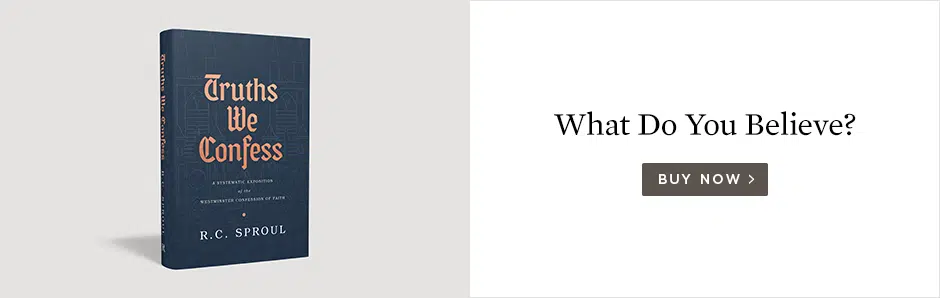 Truths We Confess R.C. SPROUL
Truths
We
Confess
A SYSTEMATIC EXPOSITION
of the
WESTMINSTER CONFESSION OF FAITH
R.C. SPROUL
What Do You Believe?
BUY NOW >